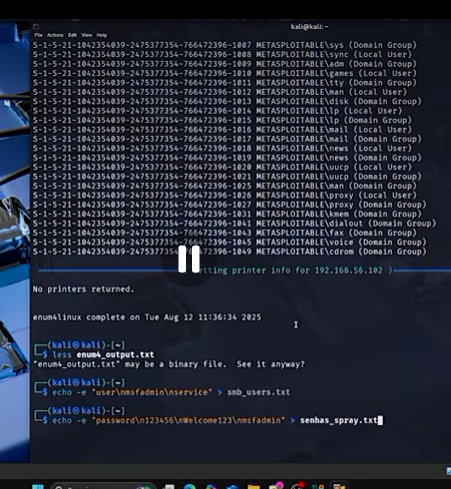 kali@kali: ~
File Actions Edit View Help
S-1-5-21-1042354039-2475377354-766472396-1007 METASPLOITABLE\sys (Domain Group)
S-1-5-21-1042354039-2475377354-766472396-1008 METASPLOITABLE\sync (Local User)
S-1-5-21-1042354039-2475377354-766472396-1009 METASPLOITABLE\adm (Domain Group)
S-1-5-21-1042354039-2475377354-766472396-1010 METASPLOITABLE\games (Local User)
S-1-5-21-1042354039-2475377354-766472396-1011 METASPLOITABLE\tty (Domain Group)
S-1-5-21-1042354039-2475377354-766472396-1012 METASPLOITABLE\man (Local User)
S-1-5-21-1042354039-2475377354-766472396-1013 METASPLOITABLE\disk (Domain Group)
S-1-5-21-1042354039-2475377354-766472396-1014 METASPLOITABLE\lp (Local User)
S-1-5-21-1042354039-2475377354-766472396-1015 METASPLOITABLE\lp (Domain Group)
S-1-5-21-1042354039-2475377354-766472396-1016 METASPLOITABLE\mail (Local User)
S-1-5-21-1042354039-2475377354-766472396-1017 METASPLOITABLE\mail (Domain Group)
S-1-5-21-1042354039-2475377354-766472396-1018 METASPLOITABLE\news (Local User)
S-1-5-21-1042354039-2475377354-766472396-1019 METASPLOITABLE\news (Domain Group)
S-1-5-21-1042354039-2475377354-766472396-1020 METASPLOITABLE\uucp (Local User)
S-1-5-21-1042354039-2475377354-766472396-1021 METASPLOITABLE\uucp (Domain Group)
S-1-5-21-1042354039-2475377354-766472396-1025 METASPLOITABLE\man (Domain Group)
S-1-5-21-1042354039-2475377354-766472396-1026 METASPLOITABLE\proxy (Local User)
S-1-5-21-1042354039-2475377354-766472396-1027 METASPLOITABLE\proxy (Domain Group)
S-1-5-21-1042354039-2475377354-766472396-1031 METASPLOITABLE\kmem (Domain Group)
S-1-5-21-1042354039-2475377354-766472396-1041 METASPLOITABLE\dialout (Domain Group)
S-1-5-21-1042354039-2475377354-766472396-1043 METASPLOITABLE\fax (Domain Group)
S-1-5-21-1042354039-2475377354-766472396-1045 METASPLOITABLE\voice (Domain Group)
S-1-5-21-1042354039-2475377354-766472396-1049 METASPLOITABLE\cdrom (Domain Group)
etting printer info for 192.168.56.102 )
No printers returned.
enum4linux complete on Tue Aug 12 11:36:34 2025
(kali㉿kali)-[~]
$ less enum4_output.txt
"enum4_output.txt" may be a binary file.  See it anyway?
(kali㉿kali)-[~]
$ echo -e "user\nmsfadmin\nservice" > smb_users.txt
(kali㉿kali)-[~]
$ echo -e "password\n123456\nWelcome123\nmsfadmin" > senhas_spray.txt